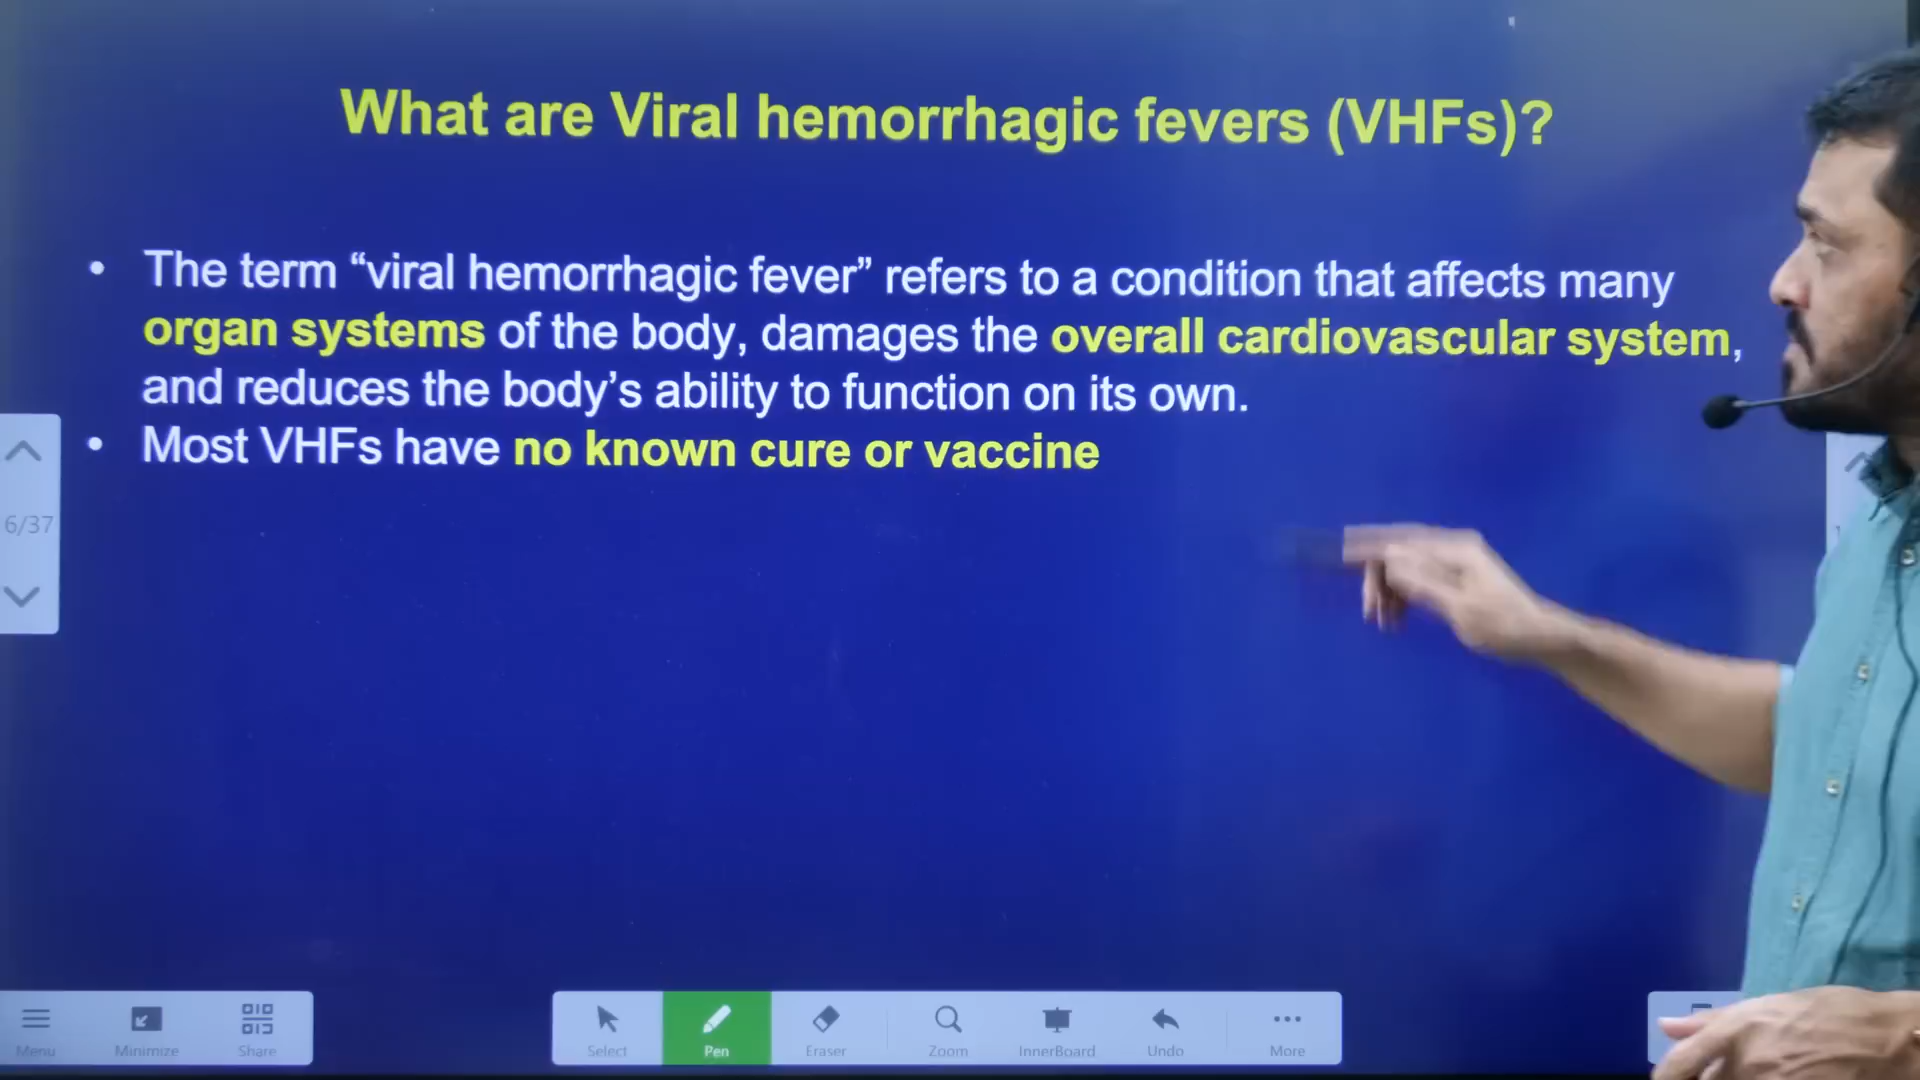 What are Viral hemorrhagic fevers (VHFs)?
• The term “viral hemorrhagic fever” refers to a condition that affects many
organ systems of the body, damages the overall cardiovascular system,
and reduces the body’s ability to function on its own.
• Most VHFs have no known cure or vaccine
6/37
Menu
Minimize
Share
Select
Pen
Eraser
Zoom
InnerBoard
Undo
More